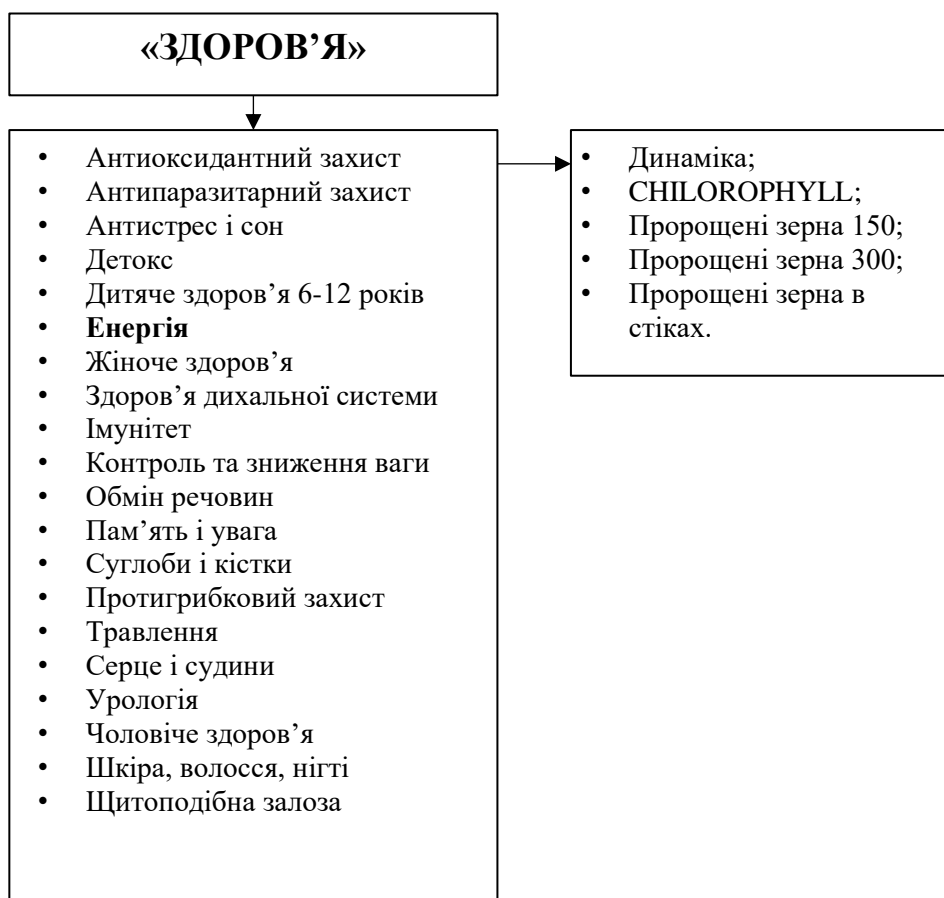 «ЗДОРОВ’Я»
• Антиоксидантний захист
• Антипаразитарний захист
• Антистрес і сон
• Детокс
• Дитяче здоров’я 6-12 років
• Енергія
• Жіноче здоров’я
• Здоров’я дихальної системи
• Імунітет
• Контроль та зниження ваги
• Обмін речовин
• Пам’ять і увага
• Суглоби і кістки
• Протигрибковий захист
• Травлення
• Серце і судини
• Урологія
• Чоловіче здоров’я
• Шкіра, волосся, нігті
• Щитоподібна залоза
• Динаміка;
• CHILOROPHYLL;
• Пророщені зерна 150;
• Пророщені зерна 300;
• Пророщені зерна в
стіках.